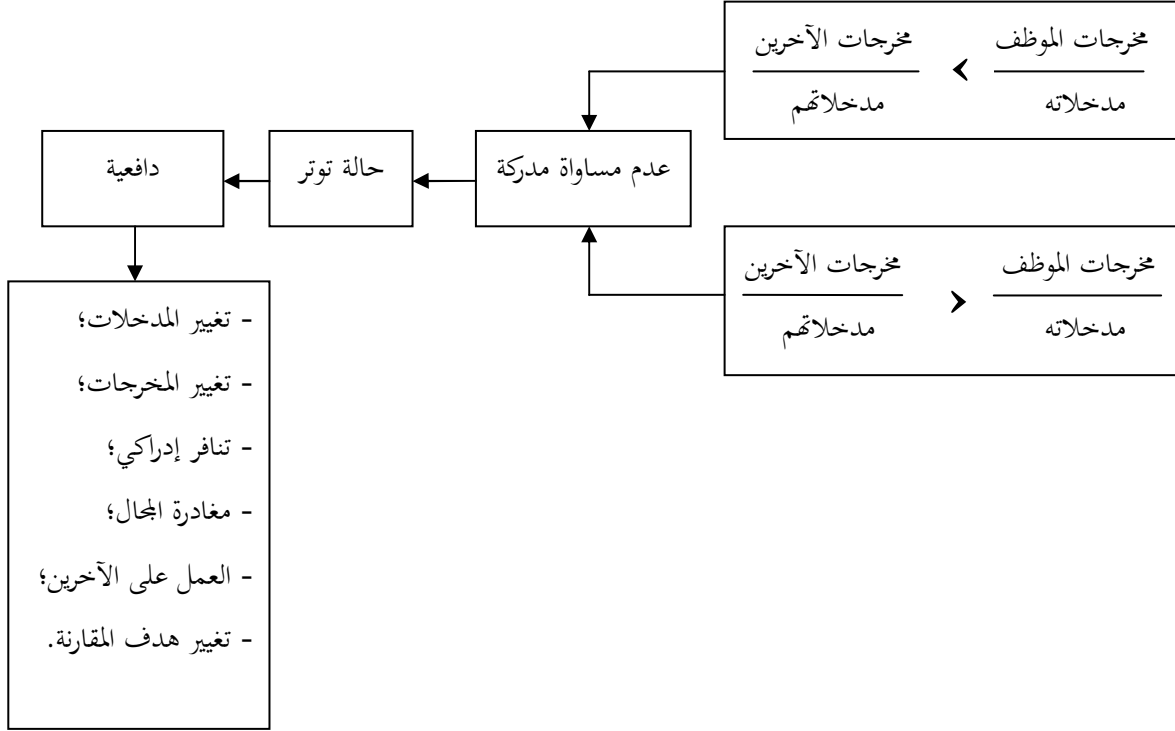 مخرجات الموظف < مخرجات الآخرين
مدخلاته مدخلاتهم
عدم مساواة مدركة
حالة توتر
دافعية
مخرجات الموظف > مخرجات الآخرين
مدخلاته مدخلاتهم
- تغيير المدخلات؛
- تغيير المخرجات؛
- تنافر إدراكي؛
- مغادرة المجال؛
- العمل على الآخرين؛
- تغيير هدف المقارنة.